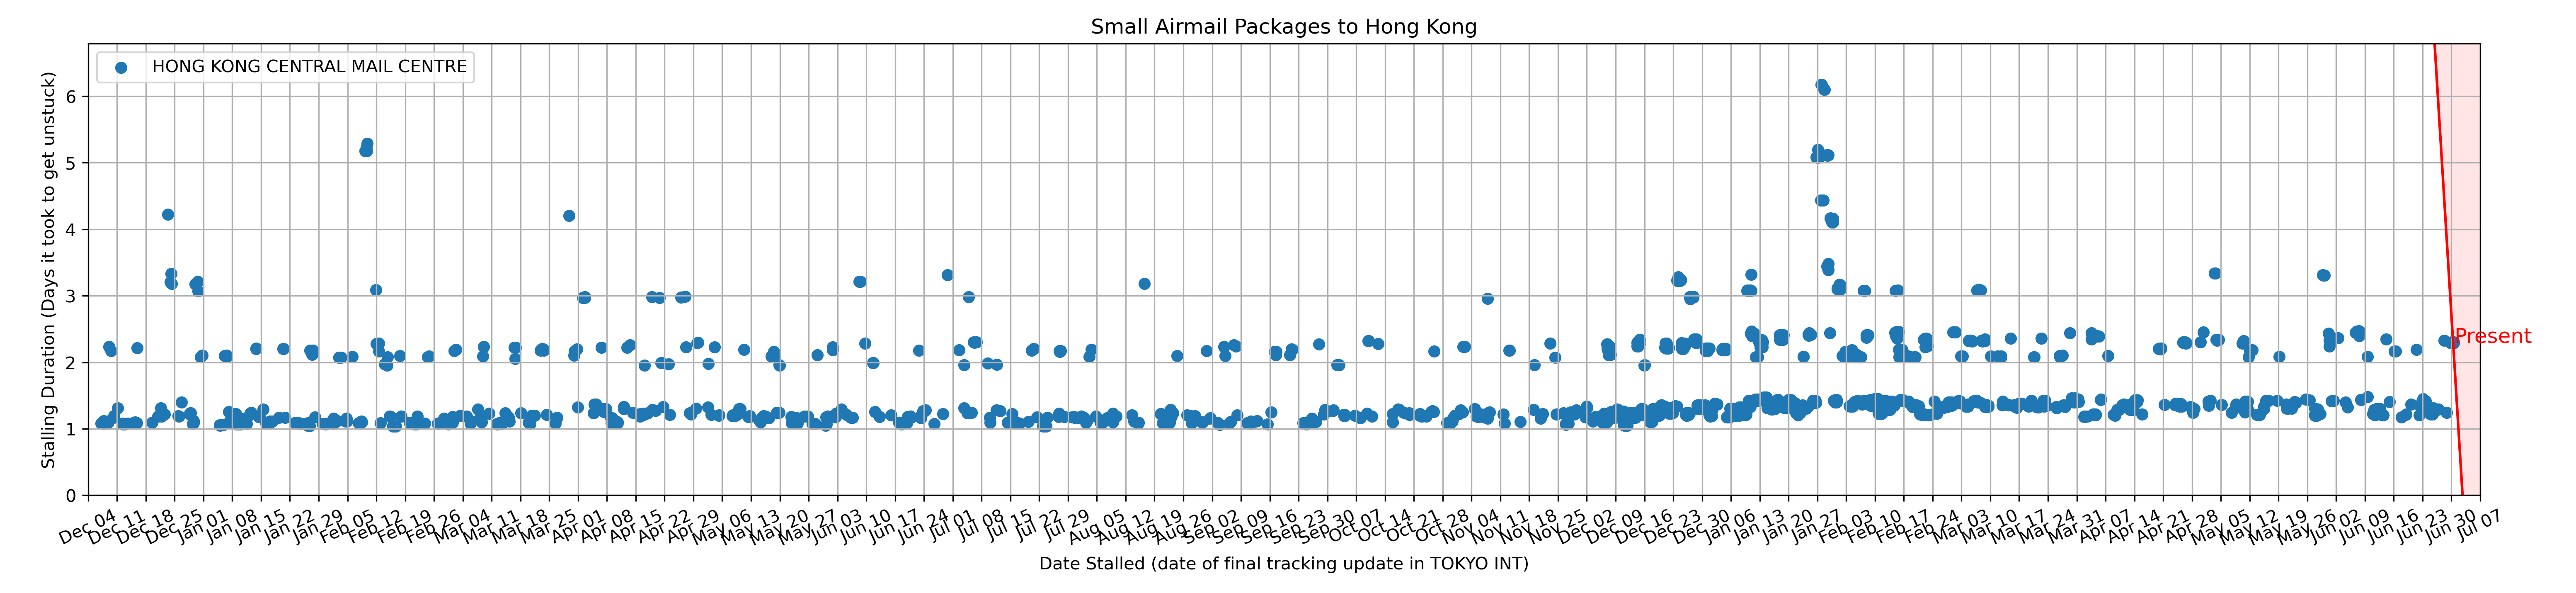 Small Airmail Packages to Hong Kong
HONG KONG CENTRAL MAIL CENTRE
Stalling Duration (Days it took to get unstuck)
6
5
4
3
2
1
0
Present
Dec 04 Dec 11 Dec 18 Dec 25 Jan 01 Jan 08 Jan 15 Jan 22 Jan 29 Feb 05 Feb 12 Feb 19 Feb 26 Mar 04 Mar 11 Mar 18 Mar 25 Apr 01 Apr 08 Apr 15 Apr 22 Apr 29 May 06 May 13 May 20 May 27 Jun 03 Jun 10 Jun 17 Jun 24 Jul 01 Jul 08 Jul 15 Jul 22 Jul 29 Aug 05 Aug 12 Aug 19 Aug 26 Sep 02 Sep 09 Sep 16 Sep 23 Sep 30 Oct 07 Oct 14 Oct 21 Oct 28 Nov 04 Nov 11 Nov 18 Nov 25 Dec 02 Dec 09 Dec 16 Dec 23 Dec 30 Jan 06 Jan 13 Jan 20 Jan 27 Feb 03 Feb 10 Feb 17 Feb 24 Mar 03 Mar 10 Mar 17 Mar 24 Mar 31 Apr 07 Apr 14 Apr 21 Apr 28 May 05 May 12 May 19 May 26 Jun 02 Jun 09 Jun 16 Jun 23 Jun 30 Jul 07
Date Stalled (date of final tracking update in TOKYO INT)